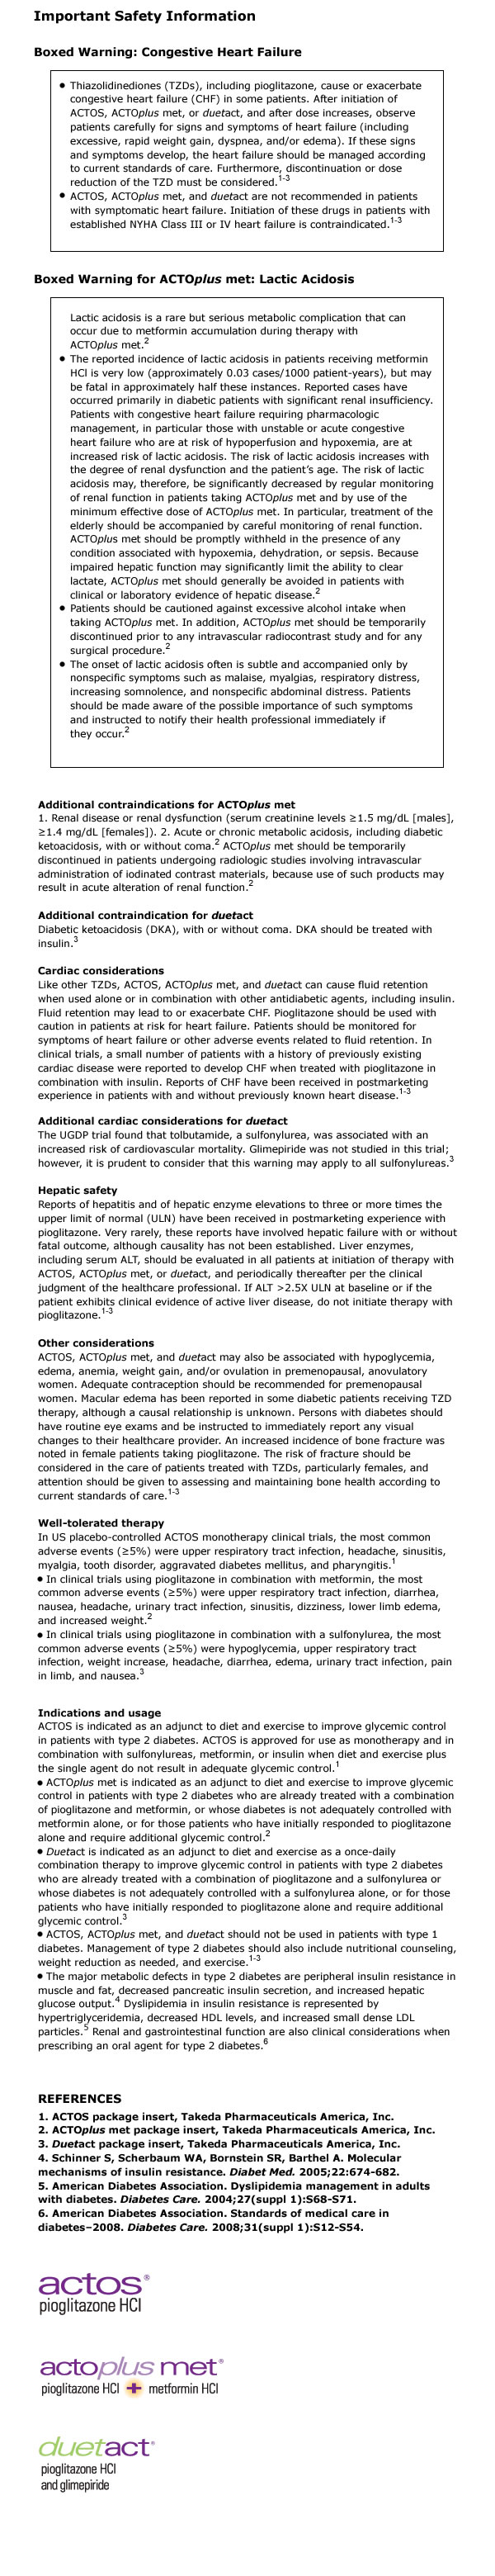 Important Safety Information
Boxed Warning: Congestive Heart Failure
● Thiazolidinediones (TZDs), including pioglitazone, cause or exacerbate
congestive heart failure (CHF) in some patients. After initiation of
ACTOS, ACTOplus met, or duetact, and after dose increases, observe
patients carefully for signs and symptoms of heart failure (including
excessive, rapid weight gain, dyspnea, and/or edema). If these signs
and symptoms develop, the heart failure should be managed according
to current standards of care. Furthermore, discontinuation or dose
reduction of the TZD must be considered.1-3
● ACTOS, ACTOplus met, and duetact are not recommended in patients
with symptomatic heart failure. Initiation of these drugs in patients with
established NYHA Class III or IV heart failure is contraindicated.1-3
Boxed Warning for ACTOplus met: Lactic Acidosis
Lactic acidosis is a rare but serious metabolic complication that can
occur due to metformin accumulation during therapy with
ACTOplus met.2
● The reported incidence of lactic acidosis in patients receiving metformin
HCl is very low (approximately 0.03 cases/1000 patient-years), but may
be fatal in approximately half these instances. Reported cases have
occurred primarily in diabetic patients with significant renal insufficiency.
Patients with congestive heart failure requiring pharmacologic
management, in particular those with unstable or acute congestive
heart failure who are at risk of hypoperfusion and hypoxemia, are at
increased risk of lactic acidosis. The risk of lactic acidosis increases with
the degree of renal dysfunction and the patient's age. The risk of lactic
acidosis may, therefore, be significantly decreased by regular monitoring
of renal function in patients taking ACTOplus met and by use of the
minimum effective dose of ACTOplus met. In particular, treatment of the
elderly should be accompanied by careful monitoring of renal function.
ACTOplus met should be promptly withheld in the presence of any
condition associated with hypoxemia, dehydration, or sepsis. Because
impaired hepatic function may significantly limit the ability to clear
lactate, ACTOplus met should generally be avoided in patients with
clinical or laboratory evidence of hepatic disease.2
● Patients should be cautioned against excessive alcohol intake when
taking ACTOplus met. In addition, ACTOplus met should be temporarily
discontinued prior to any intravascular radiocontrast study and for any
surgical procedure.2
● The onset of lactic acidosis often is subtle and accompanied only by
nonspecific symptoms such as malaise, myalgias, respiratory distress,
increasing somnolence, and nonspecific abdominal distress. Patients
should be made aware of the possible importance of such symptoms
and instructed to notify their health professional immediately if
they occur.2
Additional contraindications for ACTOplus met
1. Renal disease or renal dysfunction (serum creatinine levels ≥1.5 mg/dL [males],
≥1.4 mg/dL [females]). 2. Acute or chronic metabolic acidosis, including diabetic
ketoacidosis, with or without coma.2 ACTOplus met should be temporarily
discontinued in patients undergoing radiologic studies involving intravascular
administration of iodinated contrast materials, because use of such products may
result in acute alteration of renal function.2
Additional contraindication for duetact
Diabetic ketoacidosis (DKA), with or without coma. DKA should be treated with
insulin.3
Cardiac considerations
Like other TZDs, ACTOS, ACTOplus met, and duetact can cause fluid retention
when used alone or in combination with other antidiabetic agents, including insulin.
Fluid retention may lead to or exacerbate CHF. Pioglitazone should be used with
caution in patients at risk for heart failure. Patients should be monitored for
symptoms of heart failure or other adverse events related to fluid retention. In
clinical trials, a small number of patients with a history of previously existing
cardiac disease were reported to develop CHF when treated with pioglitazone in
combination with insulin. Reports of CHF have been received in postmarketing
experience in patients with and without previously known heart disease.1-3
Additional cardiac considerations for duetact
The UGDP trial found that tolbutamide, a sulfonylurea, was associated with an
increased risk of cardiovascular mortality. Glimepiride was not studied in this trial;
however, it is prudent to consider that this warning may apply to all sulfonylureas.3
Hepatic safety
Reports of hepatitis and of hepatic enzyme elevations to three or more times the
upper limit of normal (ULN) have been received in postmarketing experience with
pioglitazone. Very rarely, these reports have involved hepatic failure with or without
fatal outcome, although causality has not been established. Liver enzymes,
including serum ALT, should be evaluated in all patients at initiation of therapy with
ACTOS, ACTOplus met, or duetact, and periodically thereafter per the clinical
judgment of the healthcare professional. If ALT >2.5X ULN at baseline or if the
patient exhibits clinical evidence of active liver disease, do not initiate therapy with
pioglitazone.1-3
Other considerations
ACTOS, ACTOplus met, and duetact may also be associated with hypoglycemia,
edema, anemia, weight gain, and/or ovulation in premenopausal, anovulatory
women. Adequate contraception should be recommended for premenopausal
women. Macular edema has been reported in some diabetic patients receiving TZD
therapy, although a causal relationship is unknown. Persons with diabetes should
have routine eye exams and be instructed to immediately report any visual
changes to their healthcare provider. An increased incidence of bone fracture was
noted in female patients taking pioglitazone. The risk of fracture should be
considered in the care of patients treated with TZDs, particularly females, and
attention should be given to assessing and maintaining bone health according to
current standards of care.1-3
Well-tolerated therapy
In US placebo-controlled ACTOS monotherapy clinical trials, the most common
adverse events (≥5%) were upper respiratory tract infection, headache, sinusitis,
myalgia, tooth disorder, aggravated diabetes mellitus, and pharyngitis.1
● In clinical trials using pioglitazone in combination with metformin, the most
common adverse events (≥5%) were upper respiratory tract infection, diarrhea,
nausea, headache, urinary tract infection, sinusitis, dizziness, lower limb edema,
and increased weight.2
● In clinical trials using pioglitazone in combination with a sulfonylurea, the most
common adverse events (≥5%) were hypoglycemia, upper respiratory tract
infection, weight increase, headache, diarrhea, edema, urinary tract infection, pain
in limb, and nausea.3
Indications and usage
ACTOS is indicated as an adjunct to diet and exercise to improve glycemic control
in patients with type 2 diabetes. ACTOS is approved for use as monotherapy and in
combination with sulfonylureas, metformin, or insulin when diet and exercise plus
the single agent do not result in adequate glycemic control.1
● ACTOplus met is indicated as an adjunct to diet and exercise to improve glycemic
control in patients with type 2 diabetes who are already treated with a combination
of pioglitazone and metformin, or whose diabetes is not adequately controlled with
metformin alone, or for those patients who have initially responded to pioglitazone
alone and require additional glycemic control.2
● Duetact is indicated as an adjunct to diet and exercise as a once-daily
combination therapy to improve glycemic control in patients with type 2 diabetes
who are already treated with a combination of pioglitazone and a sulfonylurea or
whose diabetes is not adequately controlled with a sulfonylurea alone, or for those
patients who have initially responded to pioglitazone alone and require additional
glycemic control.3
● ACTOS, ACTOplus met, and duetact should not be used in patients with type 1
diabetes. Management of type 2 diabetes should also include nutritional counseling,
weight reduction as needed, and exercise.1-3
● The major metabolic defects in type 2 diabetes are peripheral insulin resistance in
muscle and fat, decreased pancreatic insulin secretion, and increased hepatic
glucose output.4 Dyslipidemia in insulin resistance is represented by
hypertriglyceridemia, decreased HDL levels, and increased small dense LDL
particles.5 Renal and gastrointestinal function are also clinical considerations when
prescribing an oral agent for type 2 diabetes.6
REFERENCES
1. ACTOS package insert, Takeda Pharmaceuticals America, Inc.
2. ACTOplus met package insert, Takeda Pharmaceuticals America, Inc.
3. Duetact package insert, Takeda Pharmaceuticals America, Inc.
4. Schinner S, Scherbaum WA, Bornstein SR, Barthel A. Molecular
mechanisms of insulin resistance. Diabet Med. 2005;22:674-682.
5. American Diabetes Association. Dyslipidemia management in adults
with diabetes. Diabetes Care. 2004;27(suppl 1):S68-S71.
6. American Diabetes Association. Standards of medical care in
diabetes–2008. Diabetes Care. 2008;31(suppl 1):S12-S54.
actos®
pioglitazone HCl
actoplus met®
pioglitazone HCl + metformin HCl
duetact®
pioglitazone HCl
and glimepiride